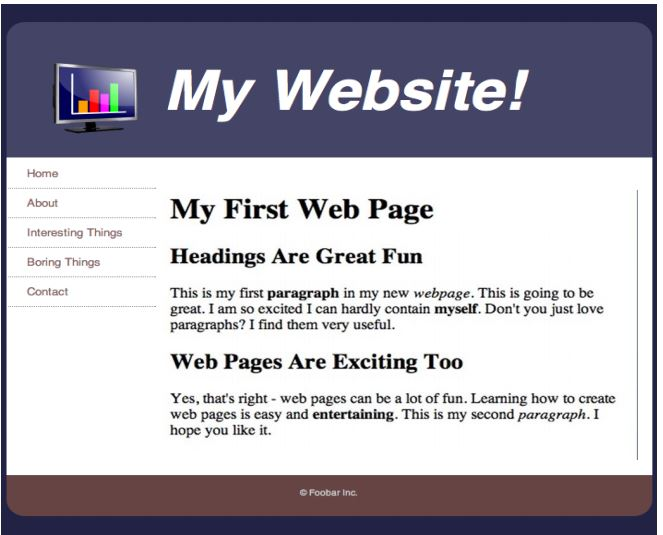 My Website!
Home
About
Interesting Things
Boring Things
Contact
My First Web Page
Headings Are Great Fun
This is my first paragraph in my new webpage. This is going to be
great. I am so excited I can hardly contain myself. Don't you just love
paragraphs? I find them very useful.
Web Pages Are Exciting Too
Yes, that's right - web pages can be a lot of fun. Learning how to create
web pages is easy and entertaining. This is my second paragraph. I
hope you like it.
© Foobar Inc.